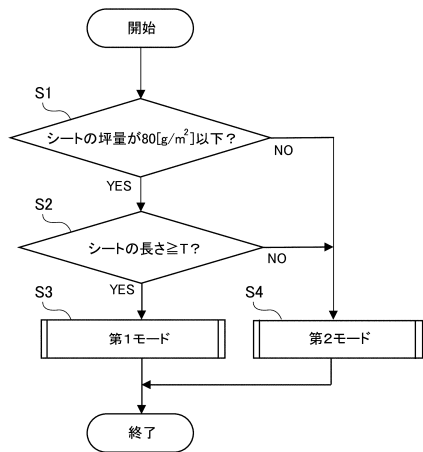 開始
S1
シートの坪量が80[g/m²]以下？
NO
YES
S2
シートの長さ≧T？
NO
YES
S3
第1モード
S4
第2モード
終了